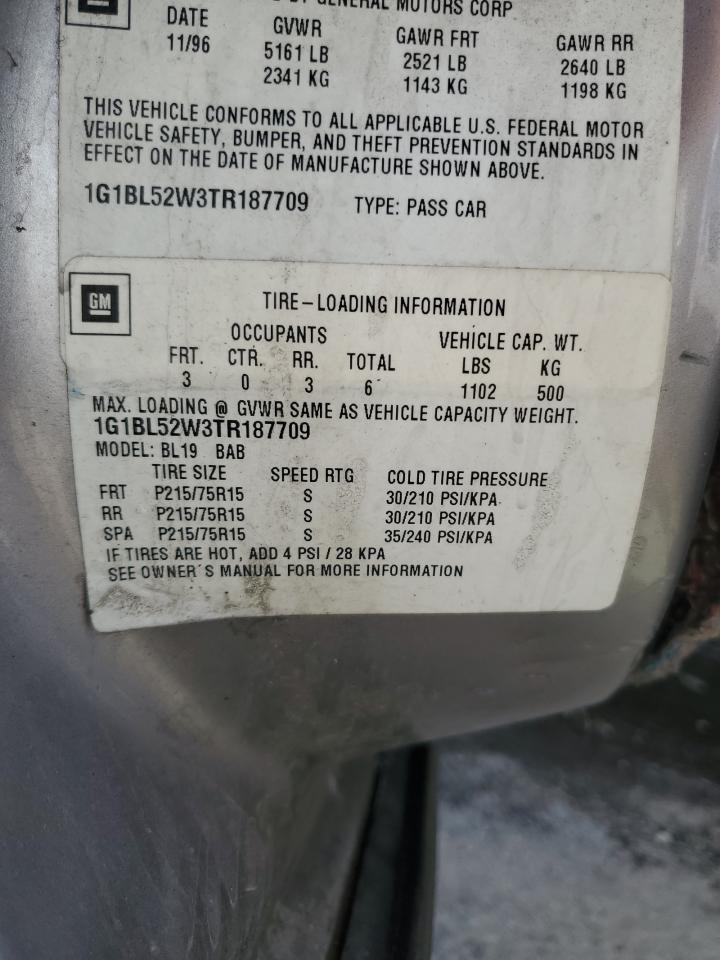 BY GENERAL MOTORS CORP
DATE GVWR GAWR FRT GAWR RR
11/96 5161 LB 2521 LB 2640 LB
2341 KG 1143 KG 1198 KG
THIS VEHICLE CONFORMS TO ALL APPLICABLE U.S. FEDERAL MOTOR
VEHICLE SAFETY, BUMPER, AND THEFT PREVENTION STANDARDS IN
EFFECT ON THE DATE OF MANUFACTURE SHOWN ABOVE.
1G1BL52W3TR187709 TYPE: PASS CAR
GM TIRE-LOADING INFORMATION
OCCUPANTS VEHICLE CAP. WT.
FRT. CTR. RR. TOTAL LBS KG
3 0 3 6 1102 500
MAX. LOADING @ GVWR SAME AS VEHICLE CAPACITY WEIGHT.
1G1BL52W3TR187709
MODEL: BL19 BAB
TIRE SIZE SPEED RTG COLD TIRE PRESSURE
FRT P215/75R15 S 30/210 PSI/KPA
RR P215/75R15 S 30/210 PSI/KPA
SPA P215/75R15 S 35/240 PSI/KPA
IF TIRES ARE HOT, ADD 4 PSI / 28 KPA
SEE OWNER'S MANUAL FOR MORE INFORMATION